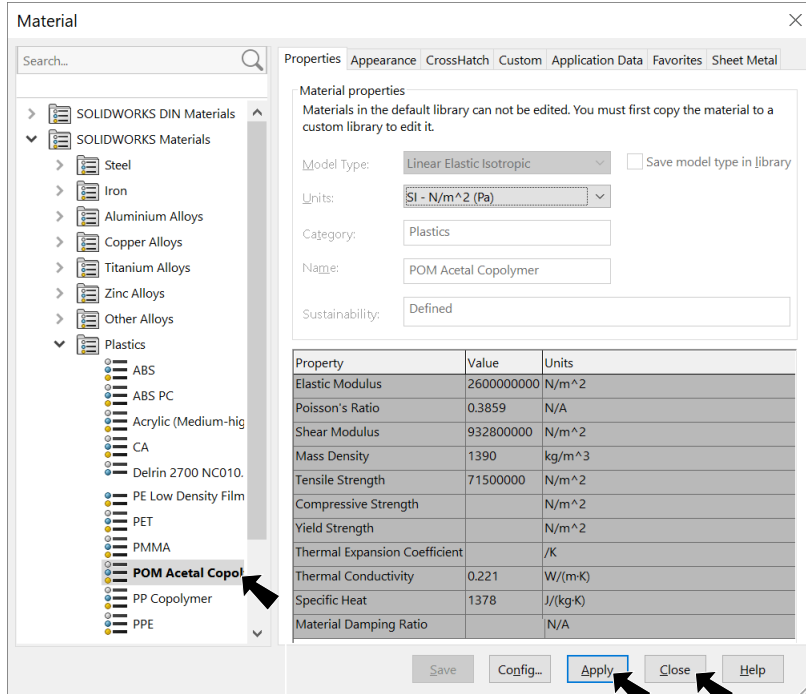 Material
Search...
SOLIDWORKS DIN Materials
SOLIDWORKS Materials
Steel
Iron
Aluminium Alloys
Copper Alloys
Titanium Alloys
Zinc Alloys
Other Alloys
Plastics
ABS
ABS PC
Acrylic (Medium-hig
CA
Delrin 2700 NC010.
PE Low Density Film
PET
PMMA
POM Acetal Copol
PP Copolymer
PPE
Properties Appearance CrossHatch Custom Application Data Favorites Sheet Metal
Material properties
Materials in the default library can not be edited. You must first copy the material to a
custom library to edit it.
Model Type: Linear Elastic Isotropic Save model type in library
Units: SI - N/m^2 (Pa)
Category: Plastics
Name: POM Acetal Copolymer
Sustainability: Defined
Property Value Units
Elastic Modulus 2600000000 N/m^2
Poisson's Ratio 0.3859 N/A
Shear Modulus 932800000 N/m^2
Mass Density 1390 kg/m^3
Tensile Strength 71500000 N/m^2
Compressive Strength N/m^2
Yield Strength N/m^2
Thermal Expansion Coefficient /K
Thermal Conductivity 0.221 W/(m·K)
Specific Heat 1378 J/(kg·K)
Material Damping Ratio N/A
Save Config... Apply Close Help